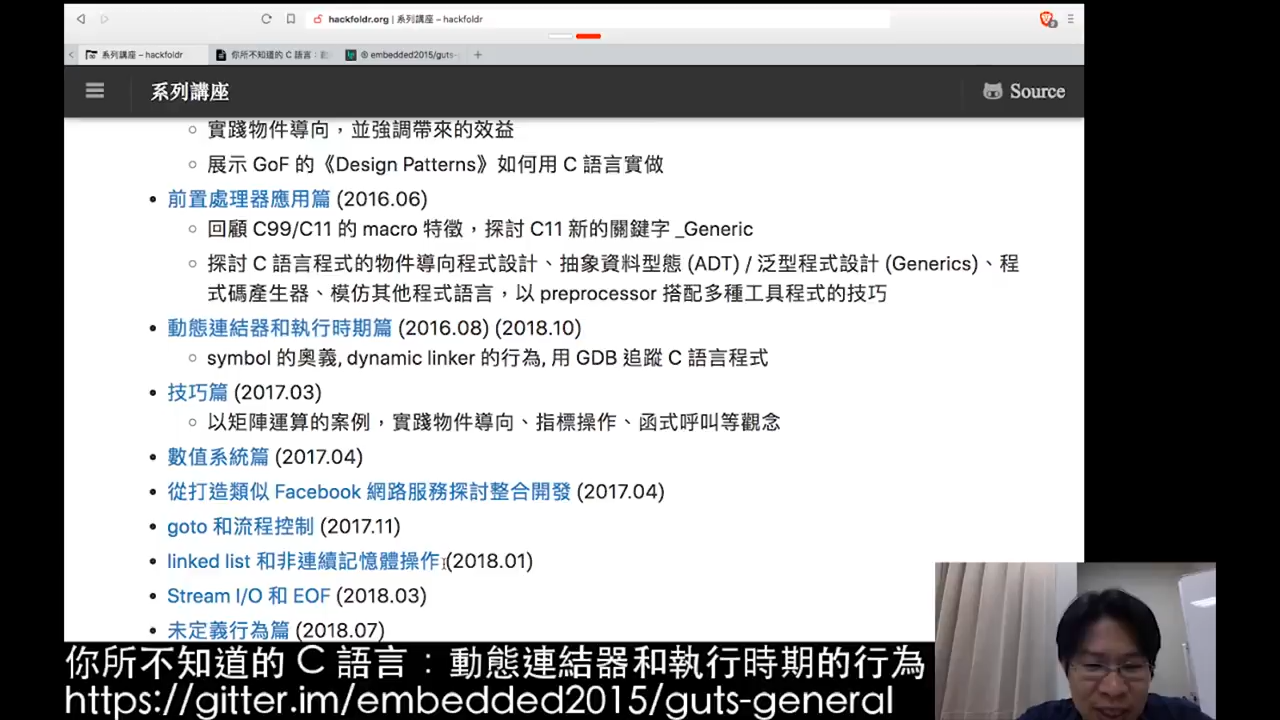 hackfoldr.org | 系列講座 – hackfoldr
系列講座 – hackfoldr
你所不知道的 C 語言：動
embedded2015/guts-
系列講座
Source
實踐物件導向，並強調帶來的效益
展示 GoF 的《Design Patterns》如何用 C 語言實做
前置處理器應用篇 (2016.06)
回顧 C99/C11 的 macro 特徵，探討 C11 新的關鍵字 _Generic
探討 C 語言程式的物件導向程式設計、抽象資料型態 (ADT) / 泛型程式設計 (Generics)、程
式碼產生器、模仿其他程式語言，以 preprocessor 搭配多種工具程式的技巧
動態連結器和執行時期篇 (2016.08) (2018.10)
symbol 的奧義, dynamic linker 的行為, 用 GDB 追蹤 C 語言程式
技巧篇 (2017.03)
以矩陣運算的案例，實踐物件導向、指標操作、函式呼叫等觀念
數值系統篇 (2017.04)
從打造類似 Facebook 網路服務探討整合開發 (2017.04)
goto 和流程控制 (2017.11)
linked list 和非連續記憶體操作 (2018.01)
Stream I/O 和 EOF (2018.03)
未定義行為篇 (2018.07)
你所不知道的 C 語言：動態連結器和執行時期的行為
https://gitter.im/embedded2015/guts-general